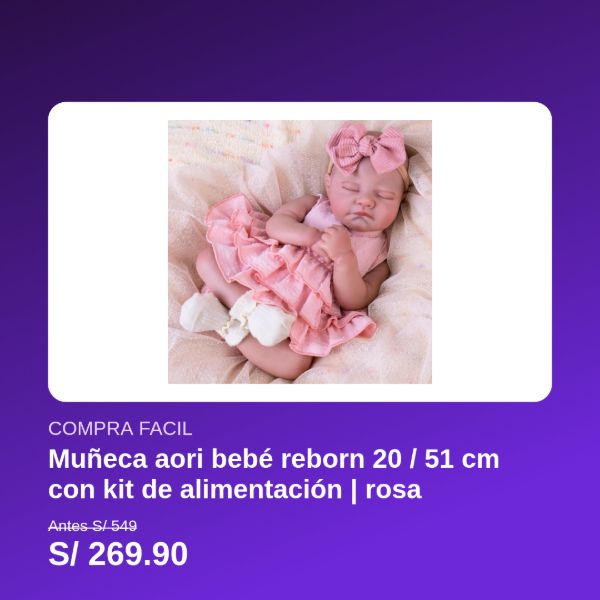 COMPRA FACIL
Muñeca aori bebé reborn 20 / 51 cm
con kit de alimentación | rosa
Antes S/ 549
S/ 269.90